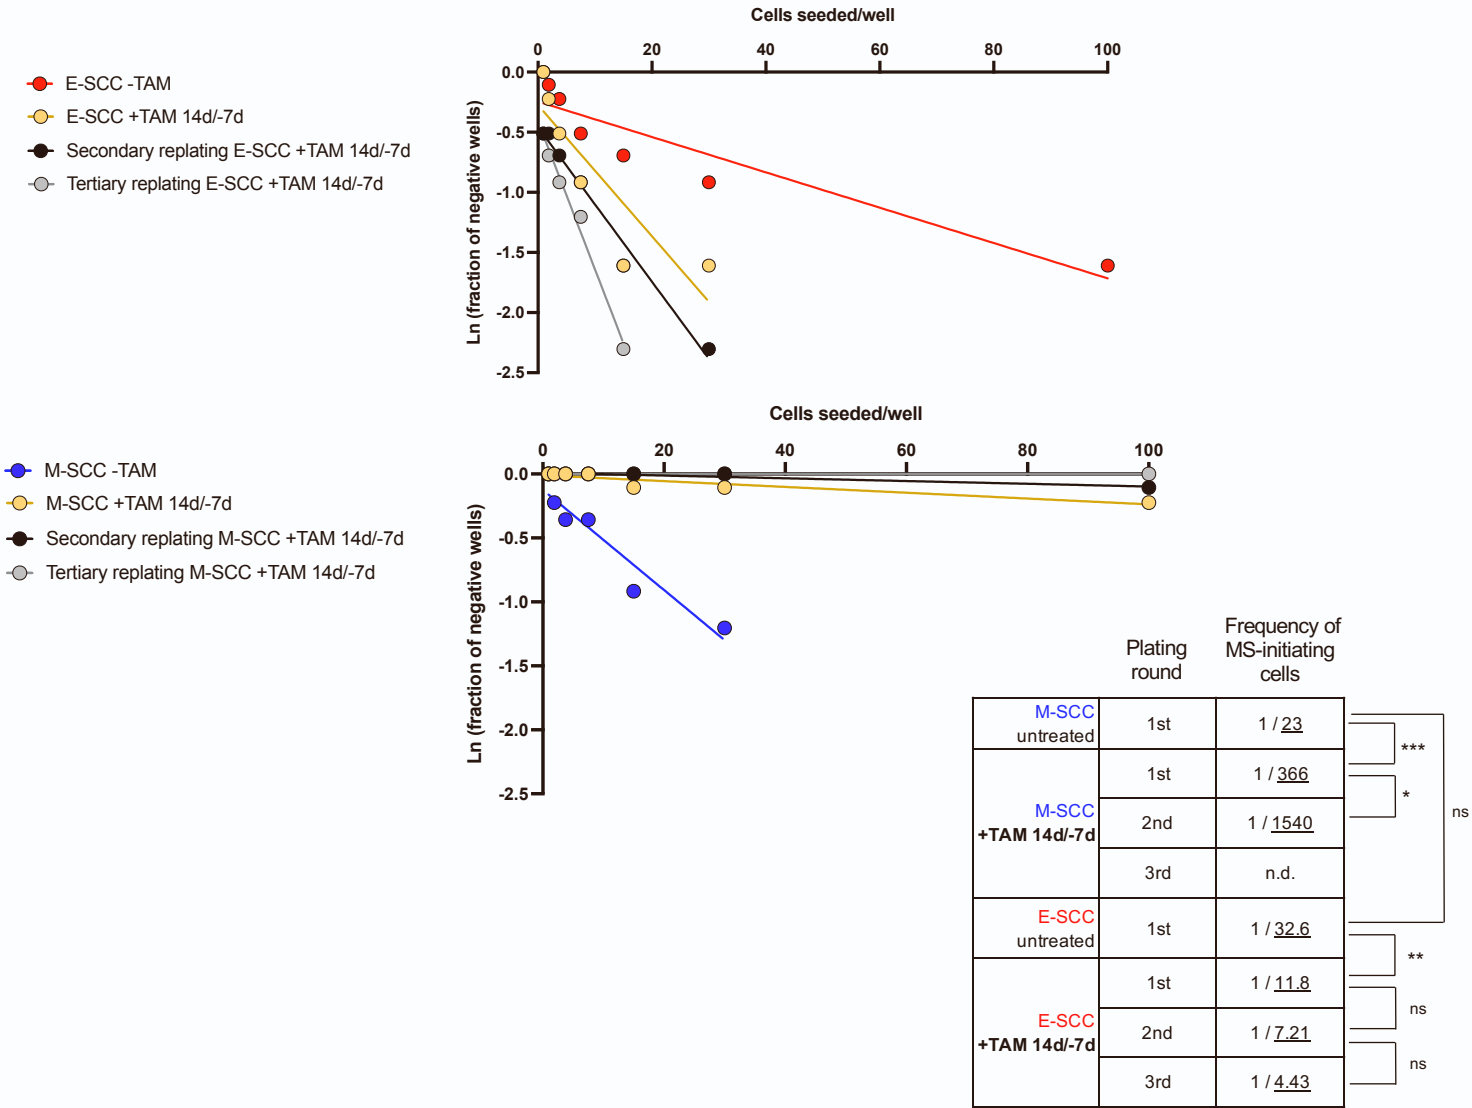 Cells seeded/well
0 20 40 60 80 100
E-SCC -TAM
E-SCC +TAM 14d/-7d
Secondary replating E-SCC +TAM 14d/-7d
Tertiary replating E-SCC +TAM 14d/-7d
Ln (fraction of negative wells)
0.0
-0.5
-1.0
-1.5
-2.0
-2.5
Cells seeded/well
0 20 40 60 80 100
M-SCC -TAM
M-SCC +TAM 14d/-7d
Secondary replating M-SCC +TAM 14d/-7d
Tertiary replating M-SCC +TAM 14d/-7d
Ln (fraction of negative wells)
0.0
-0.5
-1.0
-1.5
-2.0
-2.5
Plating
round
Frequency of
MS-initiating
cells
M-SCC
untreated
1st
1 / 23
M-SCC
+TAM 14d/-7d
1st
1 / 366
2nd
1 / 1540
3rd
n.d.
E-SCC
untreated
1st
1 / 32.6
E-SCC
+TAM 14d/-7d
1st
1 / 11.8
2nd
1 / 7.21
3rd
1 / 4.43
***
*
ns
**
ns
ns